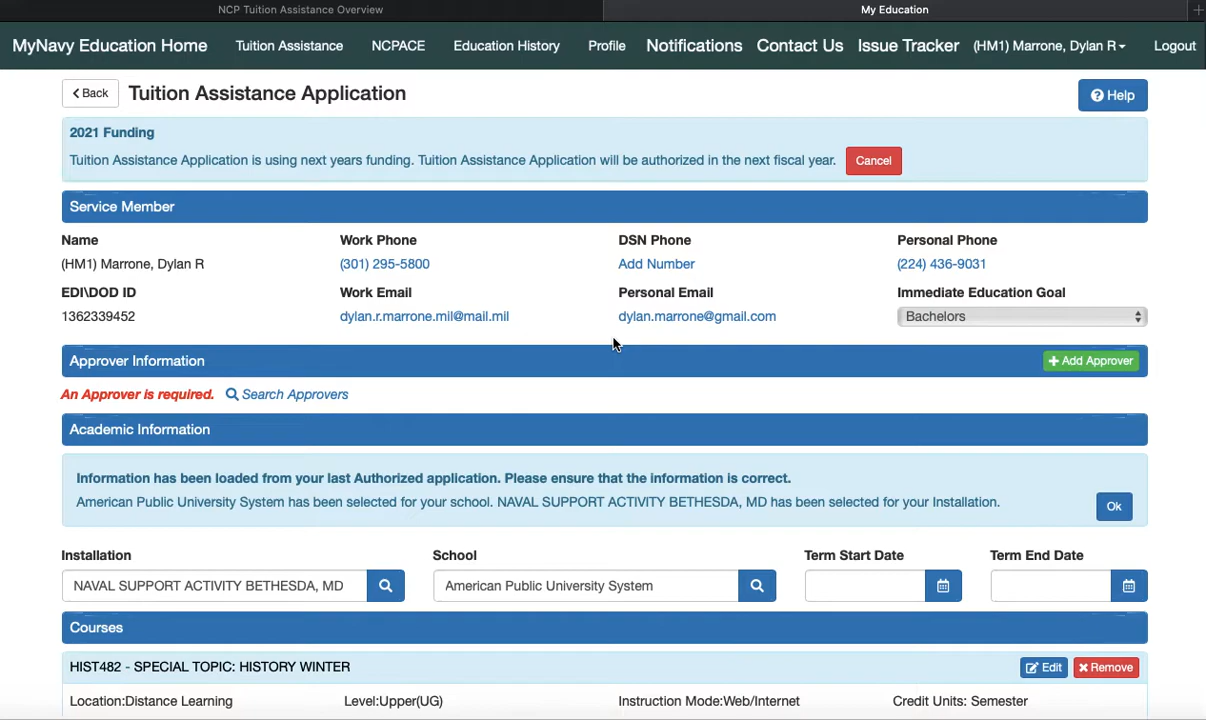 NCP Tuition Assistance Overview My Education
MyNavy Education Home Tuition Assistance NCPACE Education History Profile Notifications Contact Us Issue Tracker (HM1) Marrone, Dylan R Logout
Back Tuition Assistance Application Help
2021 Funding
Tuition Assistance Application is using next years funding. Tuition Assistance Application will be authorized in the next fiscal year. Cancel
Service Member
Name Work Phone DSN Phone Personal Phone
(HM1) Marrone, Dylan R (301) 295-5800 Add Number (224) 436-9031
EDI\DOD ID Work Email Personal Email Immediate Education Goal
1362339452 dylan.r.marrone.mil@mail.mil dylan.marrone@gmail.com Bachelors
Approver Information Add Approver
An Approver is required. Search Approvers
Academic Information
Information has been loaded from your last Authorized application. Please ensure that the information is correct.
American Public University System has been selected for your school. NAVAL SUPPORT ACTIVITY BETHESDA, MD has been selected for your Installation. Ok
Installation School Term Start Date Term End Date
NAVAL SUPPORT ACTIVITY BETHESDA, MD American Public University System
Courses
HIST482 - SPECIAL TOPIC: HISTORY WINTER Edit Remove
Location:Distance Learning Level:Upper(UG) Instruction Mode:Web/Internet Credit Units: Semester